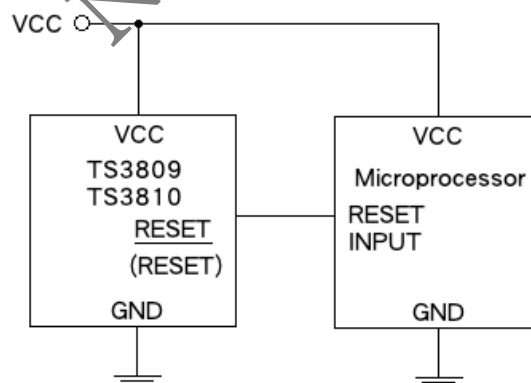 VCC
VCC
TS3809
TS3810
RESET
(RESET)
GND
VCC
Microprocessor
RESET
INPUT
GND